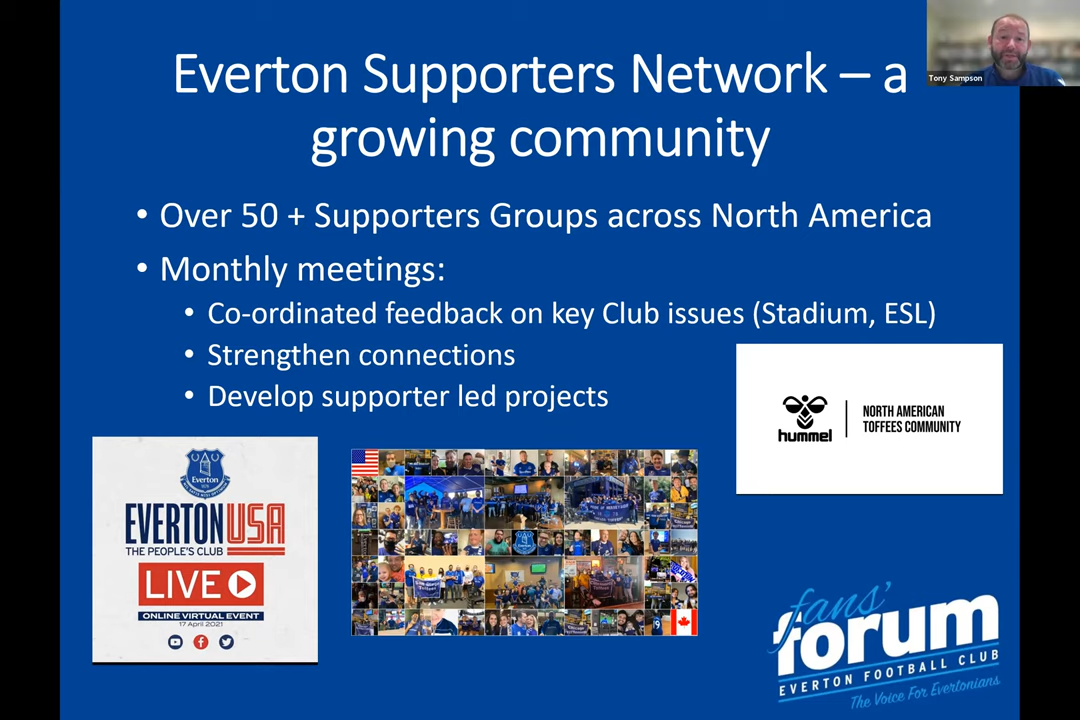 Everton Supporters Network – a
growing community
Tony Sampson
• Over 50 + Supporters Groups across North America
• Monthly meetings:
• Co-ordinated feedback on key Club issues (Stadium, ESL)
• Strengthen connections
• Develop supporter led projects
hummel
NORTH AMERICAN
TOFFEES COMMUNITY
Everton
EVERTON USA
THE PEOPLE'S CLUB
LIVE
ONLINE VIRTUAL EVENT
17 April 2021
fans'
forum
EVERTON FOOTBALL CLUB
The Voice For Evertonians